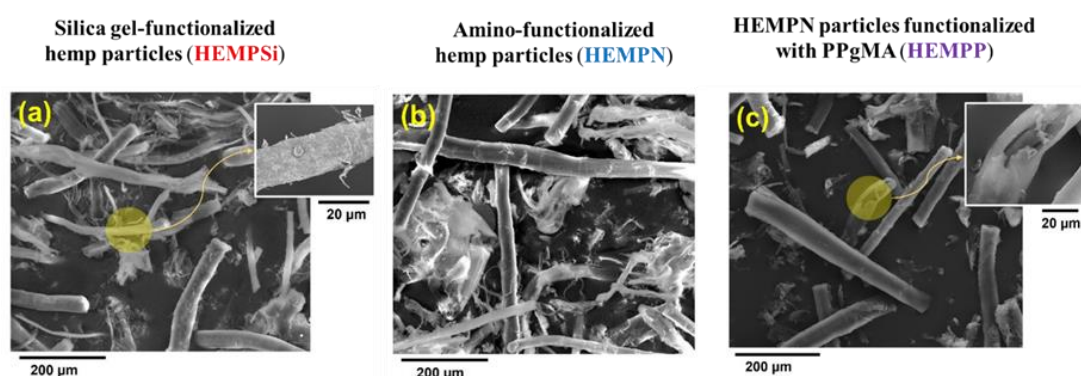 Silica gel-functionalized
hemp particles (HEMPSi)
Amino-functionalized
hemp particles (HEMPN)
HEMPN particles functionalized
with PPgMA (HEMPP)
(a)
20 µm
200 µm
(b)
200 µm
(c)
20 µm
200 µm